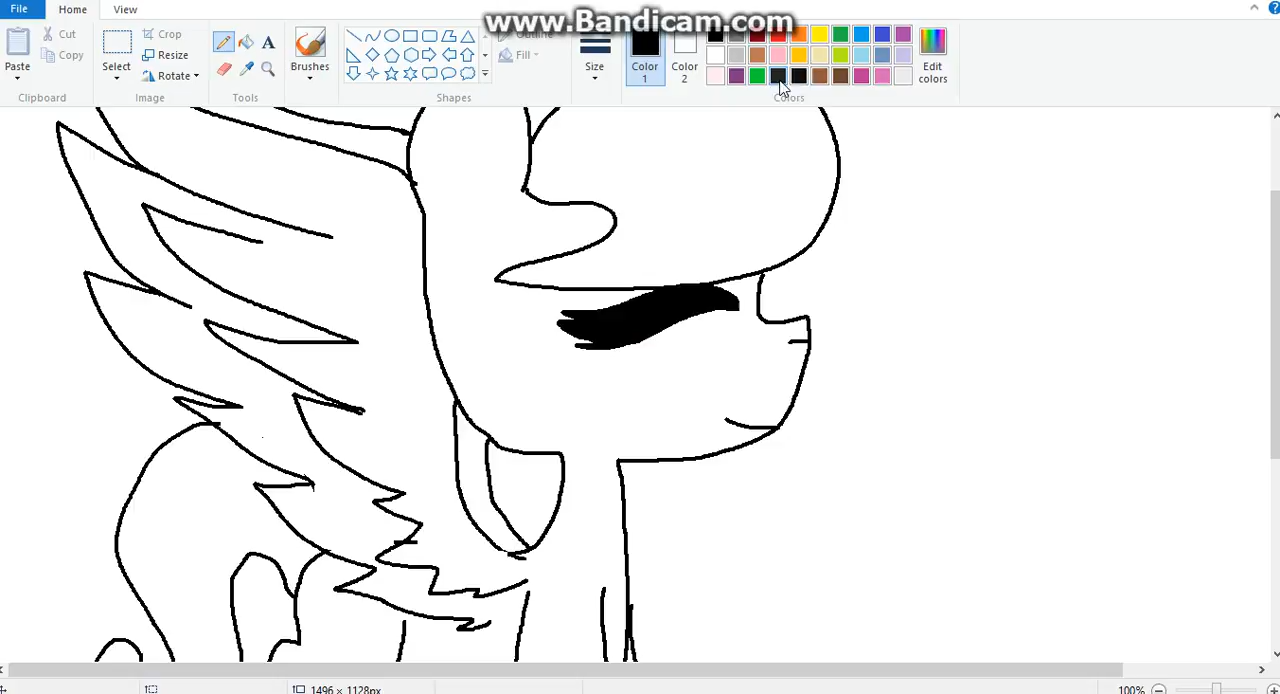 www.Bandicam.com
File
Home
View
Paste
Cut
Copy
Clipboard
Select
Crop
Resize
Rotate
Image
A
Tools
Brushes
Outline
Fill
Shapes
Size
Color
1
Color
2
Edit
colors
Colors
1496 × 1128px
100%